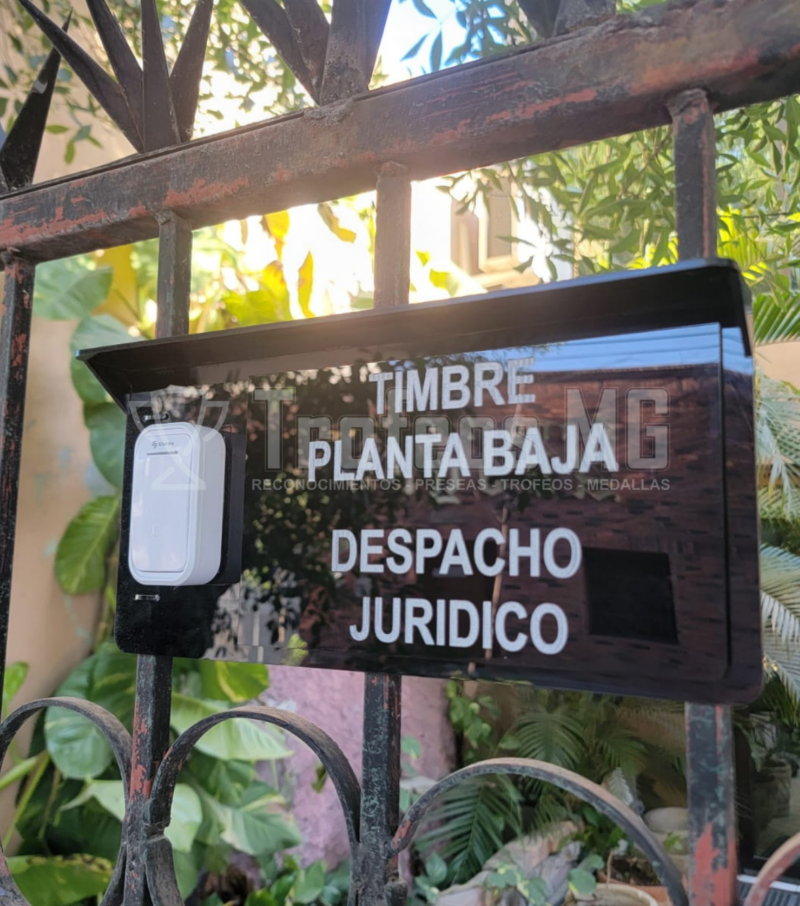 TIMBRE
Trofeos MG
PLANTA BAJA
RECONOCIMIENTOS - PRESEAS - TROFEOS - MEDALLAS
DESPACHO
JURIDICO